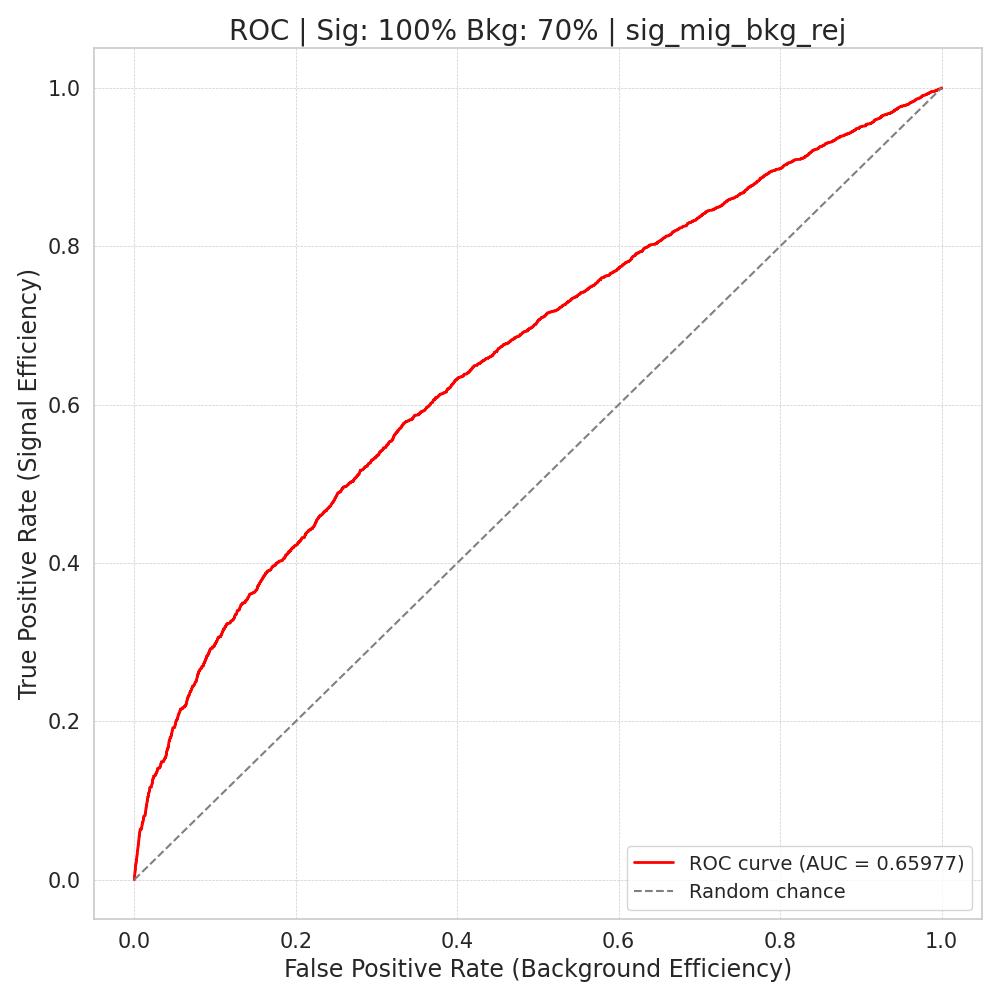 ROC | Sig: 100% Bkg: 70% | sig_mig_bkg_rej
True Positive Rate (Signal Efficiency)
1.0
0.8
0.6
0.4
0.2
0.0
ROC curve (AUC = 0.65977)
Random chance
0.0 0.2 0.4 0.6 0.8 1.0
False Positive Rate (Background Efficiency)